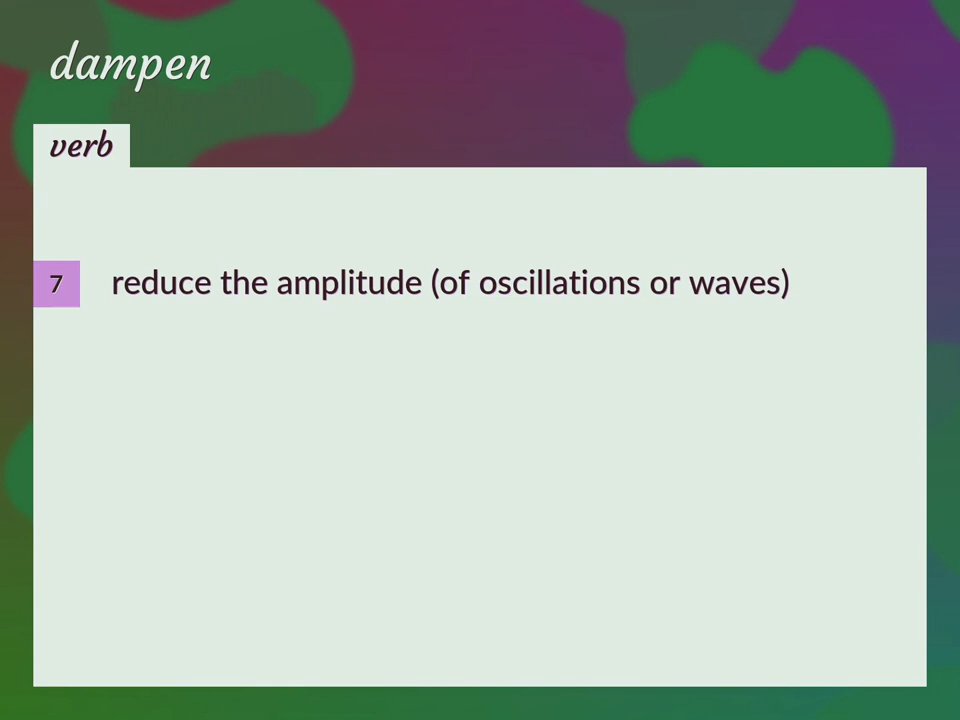 dampen
verb
7 reduce the amplitude (of oscillations or waves)